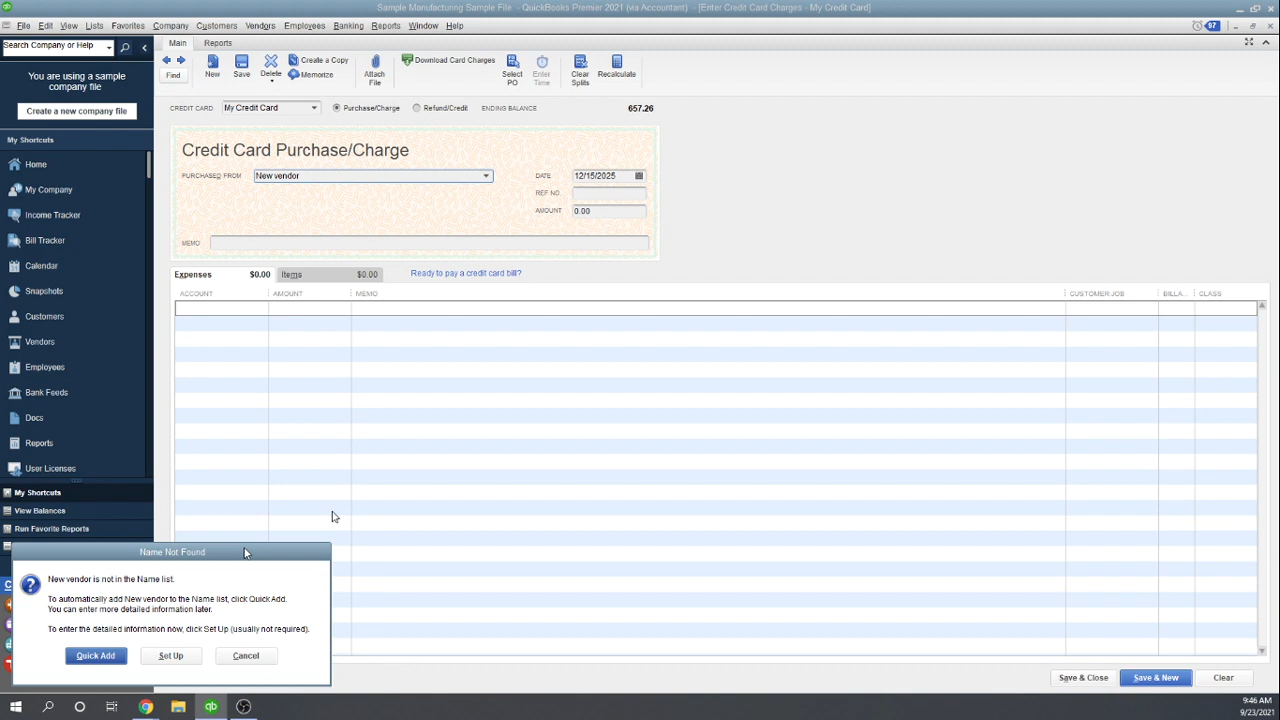 Sample Manufacturing Sample File - QuickBooks Premier 2021 (via Accountant) - [Enter Credit Card Charges - My Credit Card]
File Edit View Lists Favorites Company Customers Vendors Employees Banking Reports Window Help
97
Search Company or Help
Main Reports
Find
New
Save
Delete
Create a Copy
Memorize
Attach
File
Download Card Charges
Select
PO
Enter
Time
Clear
Splits
Recalculate
You are using a sample
company file
Create a new company file
My Shortcuts
Home
My Company
Income Tracker
Bill Tracker
Calendar
Snapshots
Customers
Vendors
Employees
Bank Feeds
Docs
Reports
User Licenses
My Shortcuts
View Balances
Run Favorite Reports
CREDIT CARD My Credit Card Purchase/Charge Refund/Credit ENDING BALANCE 657.26
Credit Card Purchase/Charge
PURCHASED FROM New vendor
DATE 12/15/2025
REF NO.
AMOUNT 0.00
MEMO
Expenses $0.00 Items $0.00 Ready to pay a credit card bill?
ACCOUNT AMOUNT MEMO CUSTOMER:JOB BILLA... CLASS
Name Not Found
New vendor is not in the Name list.
To automatically add New vendor to the Name list, click Quick Add.
You can enter more detailed information later.
To enter the detailed information now, click Set Up (usually not required).
Quick Add Set Up Cancel
Save & Close Save & New Clear
9:46 AM
9/23/2021